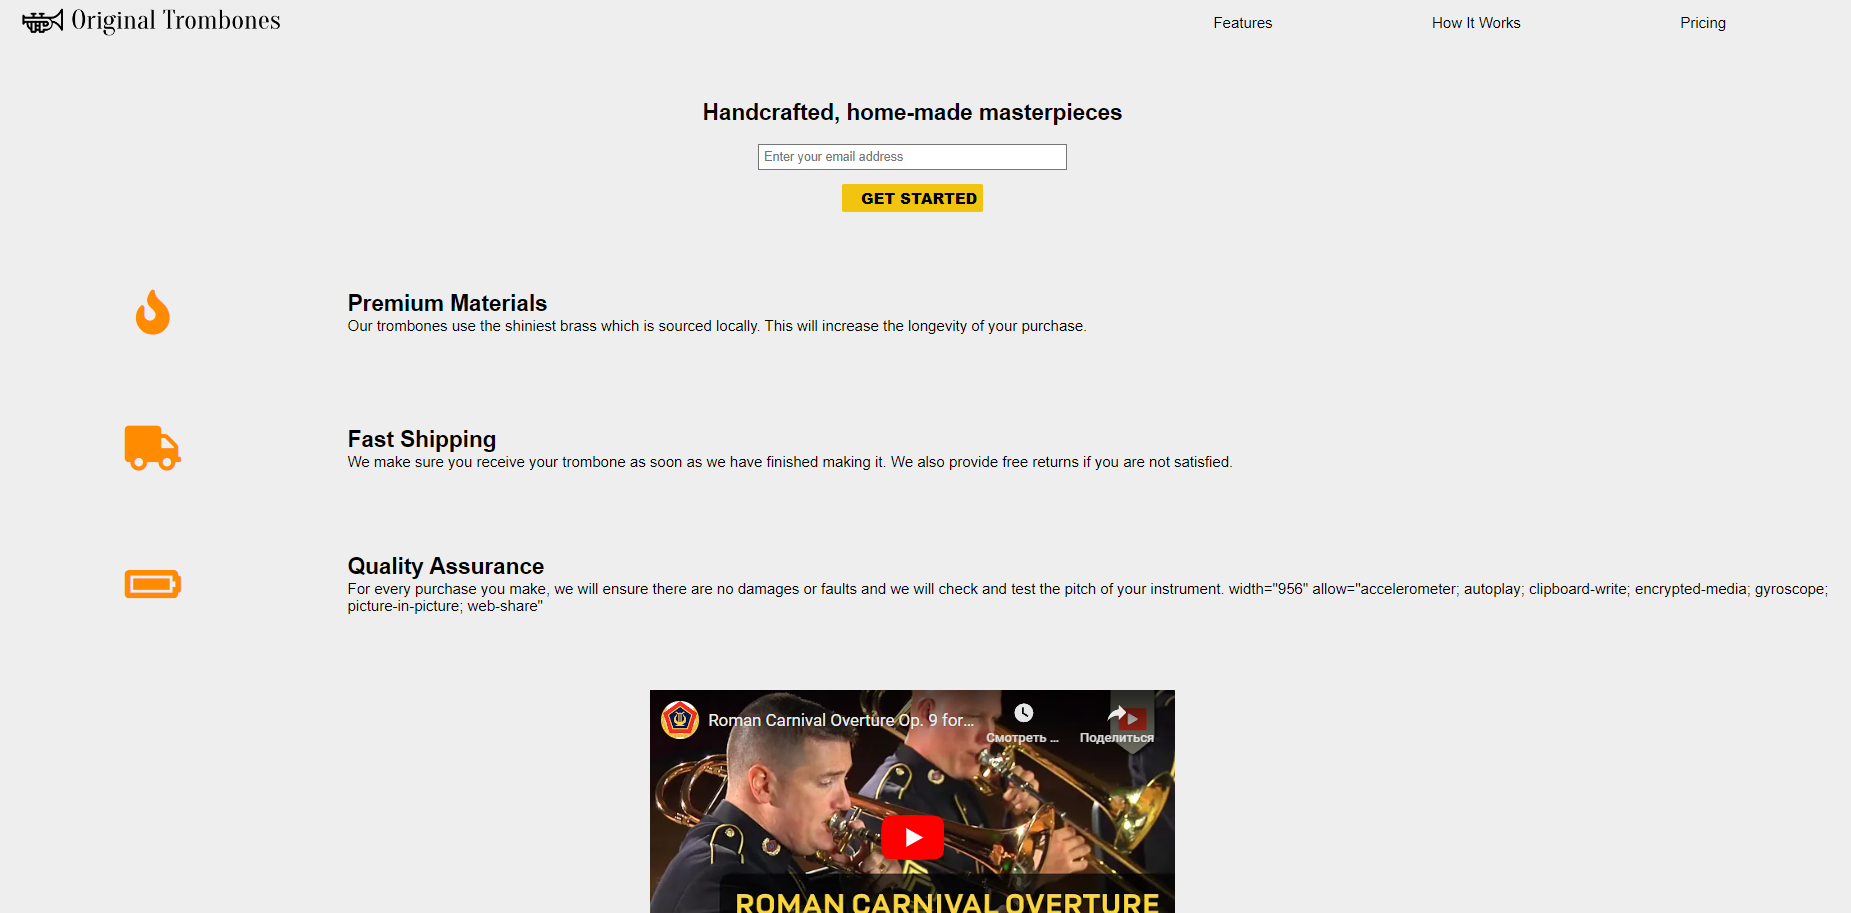 Original Trombones
Features
How It Works
Pricing
Handcrafted, home-made masterpieces
Enter your email address
GET STARTED
Premium Materials
Our trombones use the shiniest brass which is sourced locally. This will increase the longevity of your purchase.
Fast Shipping
We make sure you receive your trombone as soon as we have finished making it. We also provide free returns if you are not satisfied.
Quality Assurance
For every purchase you make, we will ensure there are no damages or faults and we will check and test the pitch of your instrument. width="956" allow="accelerometer; autoplay; clipboard-write; encrypted-media; gyroscope;
picture-in-picture; web-share"
Roman Carnival Overture Op. 9 for...
Смотреть ...
Поделиться
ROMAN CARNIVAL OVERTURE